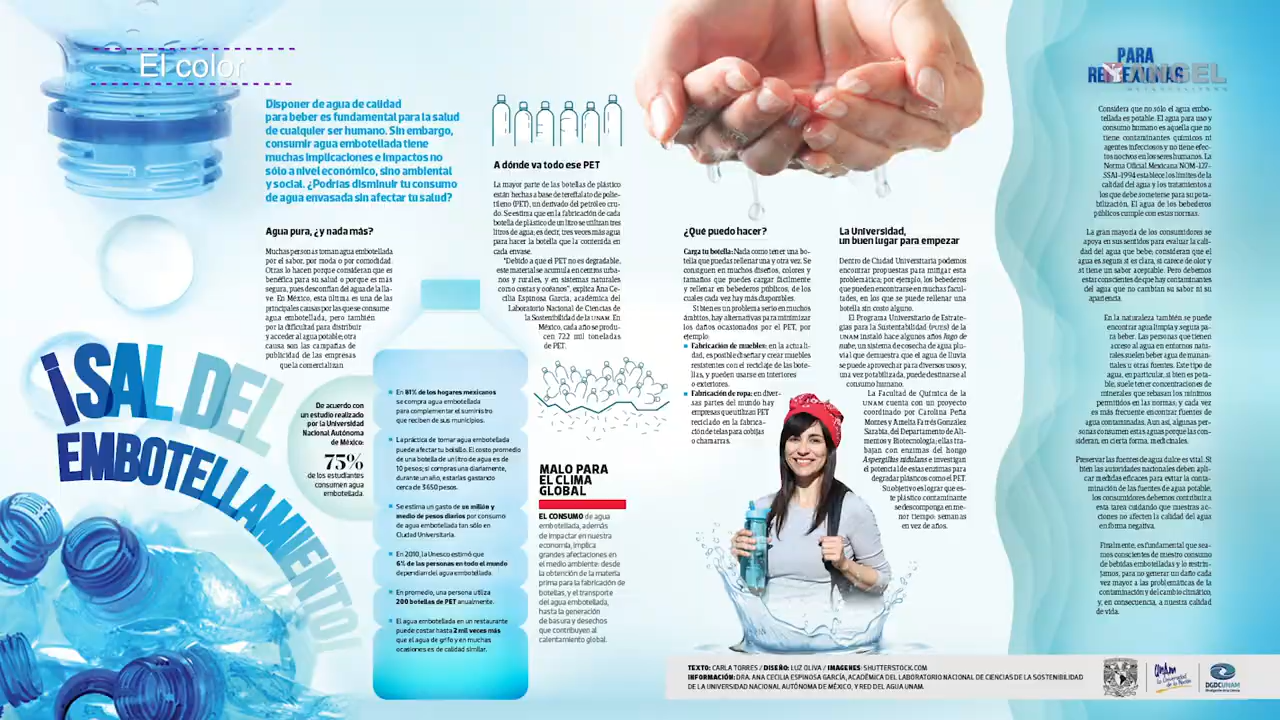 El color
¡SAL DEL
EMBOTELLAMIENTO!
Disponer de agua de calidad
para beber es fundamental para la salud
de cualquier ser humano. Sin embargo,
consumir agua embotellada tiene
muchas implicaciones e impactos no
sólo a nivel económico, sino ambiental
y social. ¿Podrías disminuir tu consumo
de agua envasada sin afectar tu salud?
Agua pura, ¿y nada más?
Muchas personas toman agua embotellada
por el sabor, por moda o por comodidad.
Otras lo hacen porque consideran que es
benéfica para su salud o porque es más
segura, pues desconfían del agua de la lla-
ve. En México, esta última es una de las
principales causas por las que se consume
agua embotellada, pero también
por la dificultad para distribuir
y acceder al agua potable; otra
causa son las campañas de
publicidad de las empresas
que la comercializan.
De acuerdo con
un estudio realizado
por la Universidad
Nacional Autónoma
de México:
75%
de los estudiantes
consumen agua
embotellada.
En 81% de los hogares mexicanos
se compra agua embotellada
para complementar el suministro
que reciben de sus municipios.
La práctica de tomar agua embotellada
puede afectar tu bolsillo. El costo promedio
de una botella de un litro de agua es de
10 pesos; si compras una diariamente,
durante un año, estarías gastando
cerca de 3 650 pesos.
Se estima un gasto de un millón y
medio de pesos diarios por consumo
de agua embotellada tan sólo en
Ciudad Universitaria.
En 2010, la Unesco estimó que
6% de las personas en todo el mundo
dependían del agua embotellada.
En promedio, una persona utiliza
200 botellas de PET anualmente.
El agua embotellada en un restaurante
puede costar hasta 2 mil veces más
que el agua de grifo y en muchas
ocasiones es de calidad similar.
A dónde va todo ese PET
La mayor parte de las botellas de plástico
están hechas a base de tereftalato de polie-
tileno (PET), un derivado del petróleo cru-
do. Se estima que en la fabricación de cada
botella de plástico de un litro se utilizan tres
litros de agua; es decir, tres veces más agua
para hacer la botella que la contenida en
cada envase.
"Debido a que el PET no es degradable,
este material se acumula en centros urba-
nos y rurales, y en sistemas naturales
como costas y océanos", explica Ana Ce-
cilia Espinosa García, académica del
Laboratorio Nacional de Ciencias de
la Sostenibilidad de la UNAM. En
México, cada año se produ-
cen 722 mil toneladas
de PET.
MALO PARA
EL CLIMA
GLOBAL
EL CONSUMO de agua
embotellada, además
de impactar en nuestra
economía, implica
grandes afectaciones en
el medio ambiente: desde
la obtención de la materia
prima para la fabricación de
botellas, y el transporte
del agua embotellada,
hasta la generación
de basura y desechos
que contribuyen al
calentamiento global.
¿Qué puedo hacer?
Carga tu botella: Nada como tener una bo-
tella que puedas rellenar una y otra vez. Se
consiguen en muchos diseños, colores y
tamaños que puedes cargar fácilmente
y rellenar en bebederos públicos, de los
cuales cada vez hay más disponibles.
Si bien es un problema serio en muchos
ámbitos, hay alternativas para minimizar
los daños ocasionados por el PET, por
ejemplo:
Fabricación de muebles: en la actuali-
dad, es posible diseñar y crear muebles
resistentes con el reciclaje de las bote-
llas, y pueden usarse en interiores
o exteriores.
Fabricación de ropa: en diver-
sas partes del mundo hay
empresas que utilizan PET
reciclado en la fabrica-
ción de telas para cobijas
o chamarras.
La Universidad,
un buen lugar para empezar
Dentro de Ciudad Universitaria podemos
encontrar propuestas para mitigar esta
problemática; por ejemplo, los bebederos
que pueden encontrarse en muchas facul-
tades, en los que se puede rellenar una
botella sin costo alguno.
El Programa Universitario de Estrate-
gias para la Sustentabilidad (PUES) de la
UNAM instaló hace algunos años Jugo de
nube, un sistema de cosecha de agua plu-
vial que demuestra que el agua de lluvia
se puede aprovechar para diversos usos y,
una vez potabilizada, puede destinarse al
consumo humano.
La Facultad de Química de la
UNAM cuenta con un proyecto
coordinado por Carolina Peña
Montes y Amelia Farrés González
Sarabia, del Departamento de Ali-
mentos y Biotecnología; ellas tra-
bajan con enzimas del hongo
Aspergillus nidulans e investigan
el potencial de estas enzimas para
degradar plásticos como el PET.
Su objetivo es lograr que es-
te plástico contaminante
se descomponga en me-
nor tiempo: semanas
en vez de años.
PARA
REFLEXIONAR
ÁNGEL
Considera que no sólo el agua embo-
tellada es potable. El agua para uso y
consumo humano es aquella que no
tiene contaminantes químicos ni
agentes infecciosos y no tiene efec-
tos nocivos en los seres humanos. La
Norma Oficial Mexicana NOM-127-
SSA1-1994 establece los límites de la
calidad del agua y los tratamientos a
los que debe someterse para su pota-
bilización. El agua de los bebederos
públicos cumple con estas normas.
La gran mayoría de los consumidores se
apoya en sus sentidos para evaluar la cali-
dad del agua que bebe; consideran que el
agua es segura si es clara, si carece de olor y
si tiene un sabor aceptable. Pero debemos
estar conscientes de que hay contaminantes
del agua que no cambian su sabor ni su
apariencia.
En la naturaleza también se puede
encontrar agua limpia y segura pa-
ra beber. Las personas que tienen
acceso al agua en entornos natu-
rales suelen beber agua de manan-
tiales u otras fuentes. Este tipo de
agua, en particular, si bien es pota-
ble, suele tener concentraciones de
minerales que rebasan los mínimos
permitidos en las normas; y cada vez
es más frecuente encontrar fuentes de
agua contaminadas. Aun así, algunas per-
sonas consumen estas aguas porque las con-
sideran, en cierta forma, medicinales.
Preservar las fuentes de agua dulce es vital. Si
bien las autoridades nacionales deben apli-
car medidas eficaces para evitar la conta-
minación de las fuentes de agua potable,
los consumidores debemos contribuir a
esta tarea cuidando que nuestras ac-
ciones no afecten la calidad del agua
en forma negativa.
Finalmente, es fundamental que sea-
mos conscientes de nuestro consumo
de bebidas embotelladas y lo restrin-
jamos, para no generar un daño cada
vez mayor a las problemáticas de la
contaminación y del cambio climático,
y, en consecuencia, a nuestra calidad
de vida.
TEXTO: CARLA TORRES / DISEÑO: LUZ OLIVA / IMAGENES: SHUTTERSTOCK.COM
INFORMACIÓN: DRA. ANA CECILIA ESPINOSA GARCÍA, ACADÉMICA DEL LABORATORIO NACIONAL DE CIENCIAS DE LA SOSTENIBILIDAD
DE LA UNIVERSIDAD NACIONAL AUTÓNOMA DE MÉXICO, Y RED DEL AGUA UNAM.
UNAM
La Universidad
de la Nación
DGDCUNAM